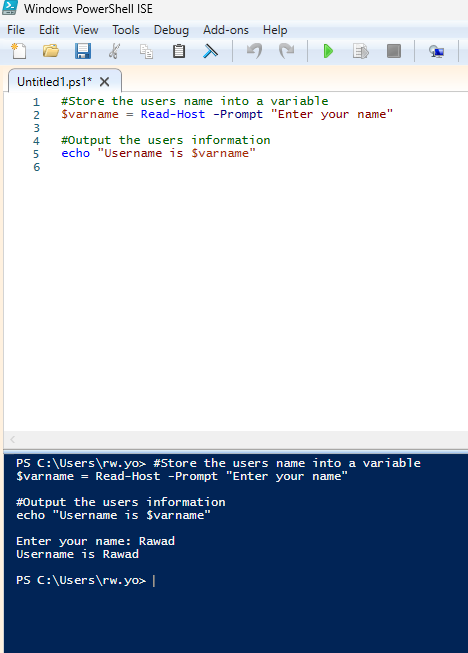 Windows PowerShell ISE
File Edit View Tools Debug Add-ons Help
Untitled1.ps1* X
1 #Store the users name into a variable
2 $varname = Read-Host -Prompt "Enter your name"
3
4 #Output the users information
5 echo "Username is $varname"
6
PS C:\Users\rw.yo> #Store the users name into a variable
$varname = Read-Host -Prompt "Enter your name"
#Output the users information
echo "Username is $varname"
Enter your name: Rawad
Username is Rawad
PS C:\Users\rw.yo>